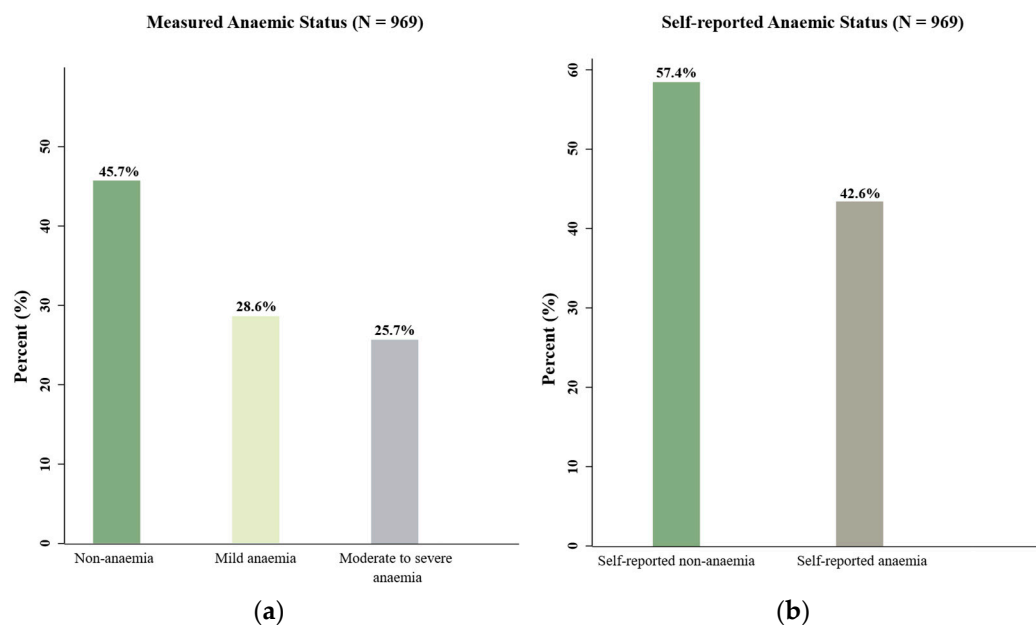 Measured Anaemic Status (N = 969)
Percent (%)
50
40
30
20
10
0
45.7%
28.6%
25.7%
Non-anaemia
Mild anaemia
Moderate to severe
anaemia
(a)
Self-reported Anaemic Status (N = 969)
Percent (%)
60
50
40
30
20
10
0
57.4%
42.6%
Self-reported non-anaemia
Self-reported anaemia
(b)